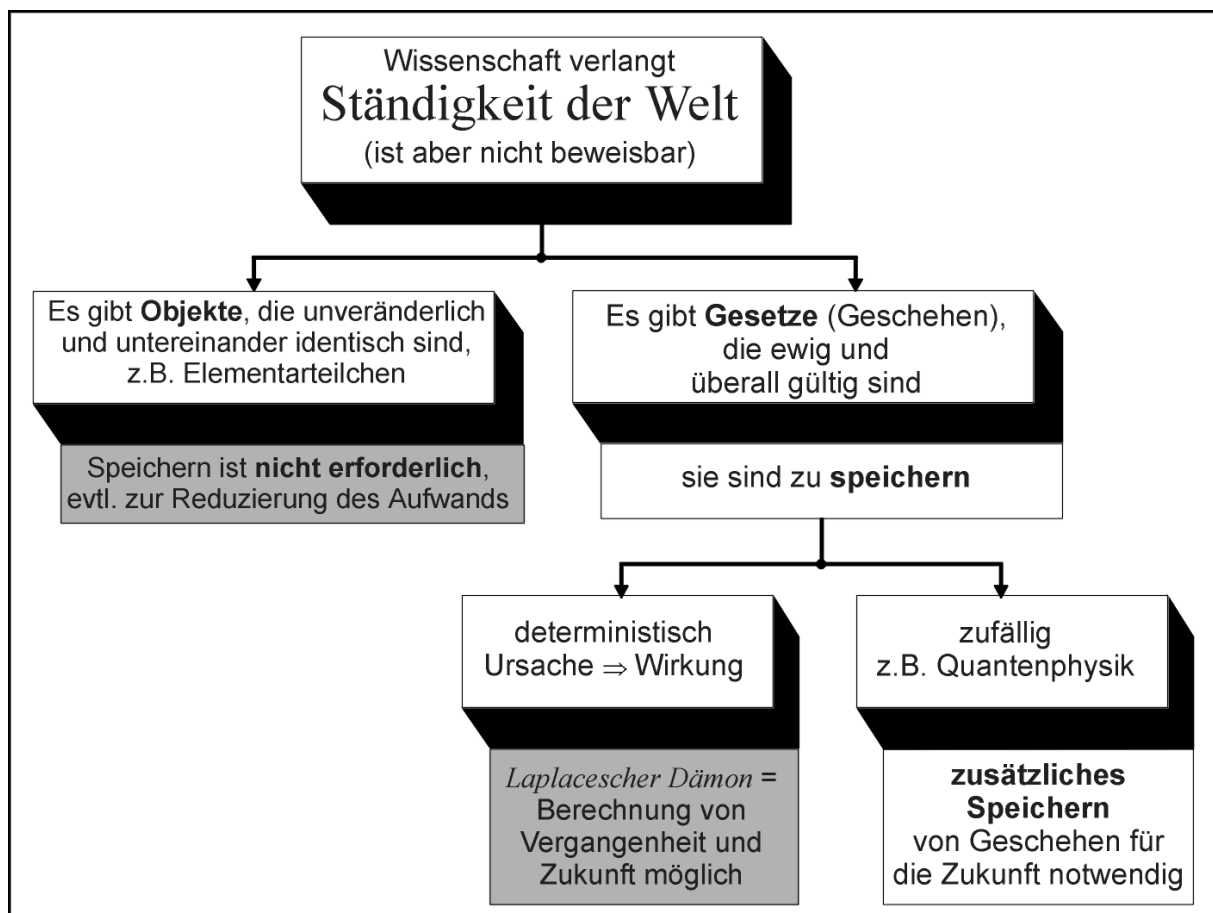 Wissenschaft verlangt
Ständigkeit der Welt
(ist aber nicht beweisbar)
Es gibt Objekte, die unveränderlich
und untereinander identisch sind,
z.B. Elementarteilchen
Speichern ist nicht erforderlich,
evtl. zur Reduzierung des Aufwands
Es gibt Gesetze (Geschehen),
die ewig und
überall gültig sind
sie sind zu speichern
deterministisch
Ursache ⇒ Wirkung
Laplacescher Dämon =
Berechnung von
Vergangenheit und
Zukunft möglich
zufällig
z.B. Quantenphysik
zusätzliches
Speichern
von Geschehen für
die Zukunft notwendig